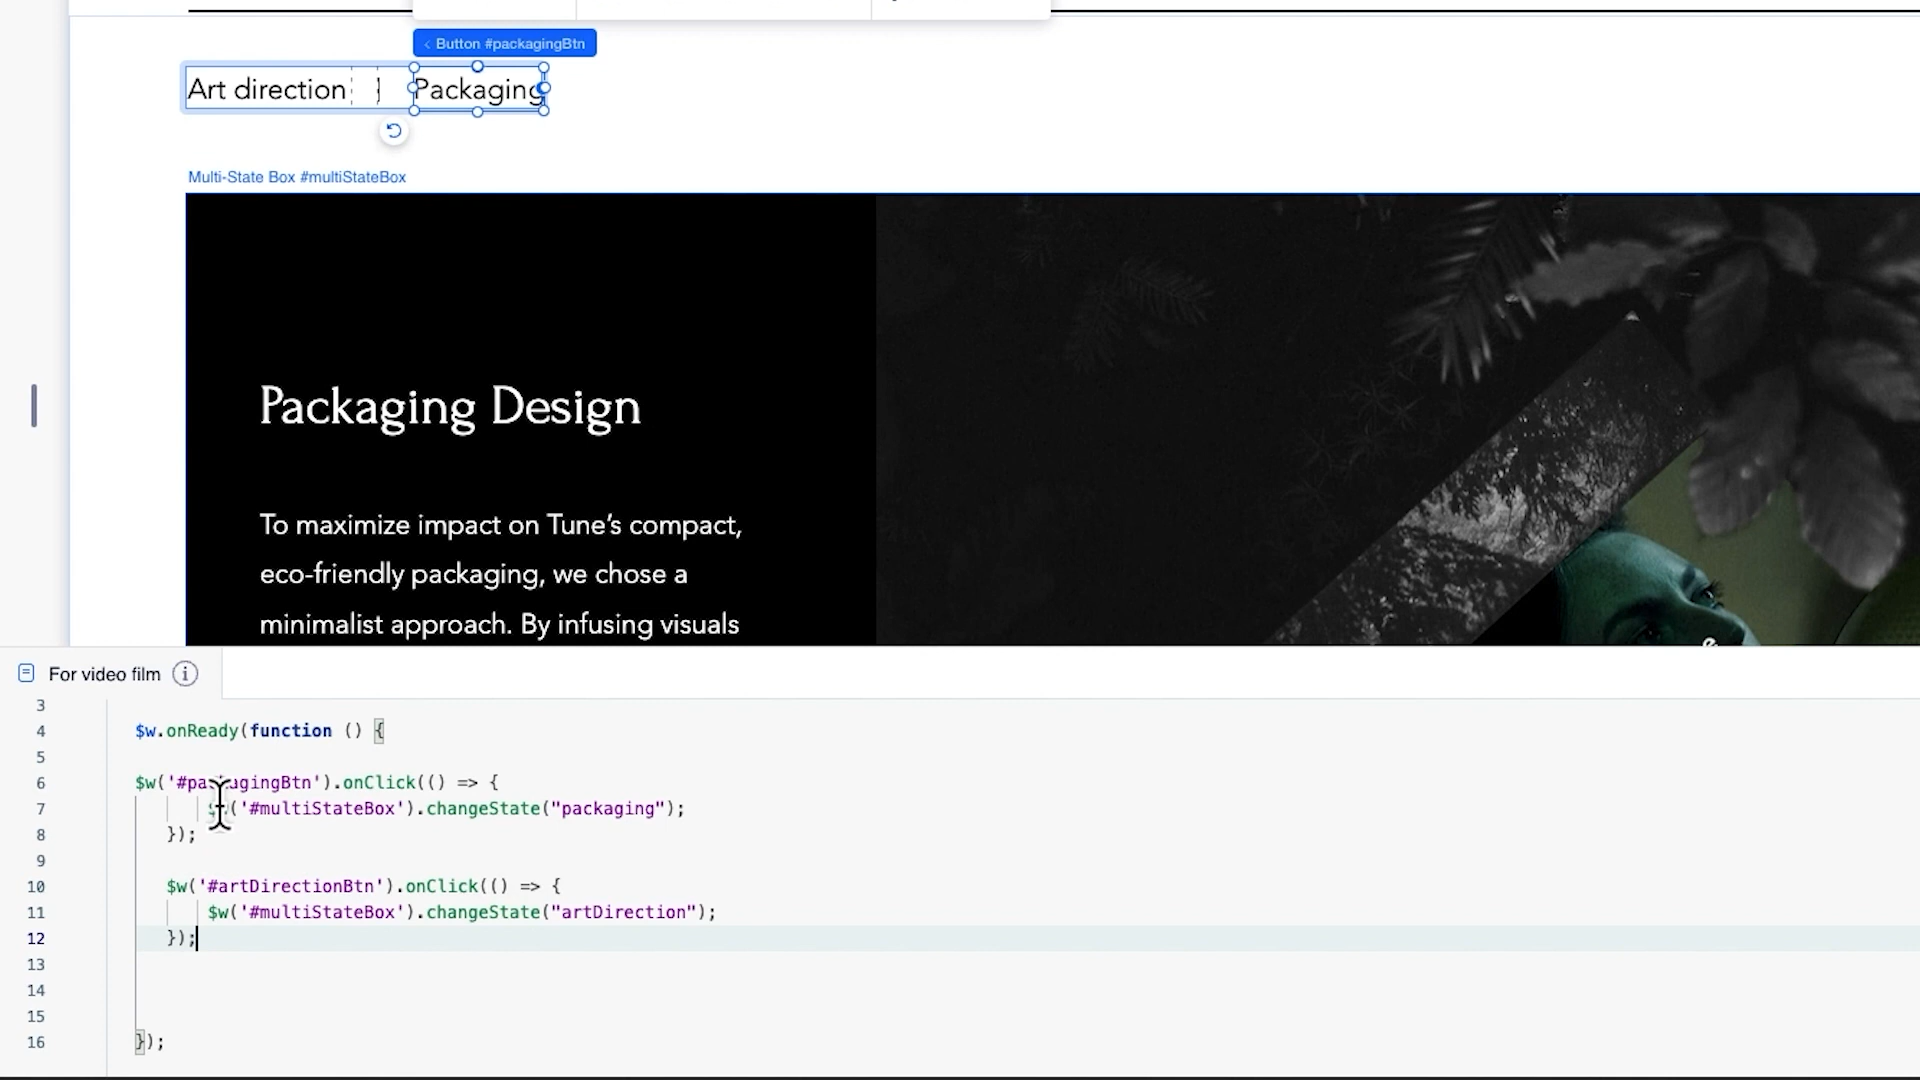 Button #packagingBtn
Art direction | Packaging
Multi-State Box #multiStateBox
Packaging Design
To maximize impact on Tune’s compact,
eco-friendly packaging, we chose a
minimalist approach. By infusing visuals
For video film
3
4 $w.onReady(function () {
5
6 $w('#packagingBtn').onClick(() => {
7 $w('#multiStateBox').changeState("packaging");
8 });
9
10 $w('#artDirectionBtn').onClick(() => {
11 $w('#multiStateBox').changeState("artDirection");
12 });
13
14
15
16 });